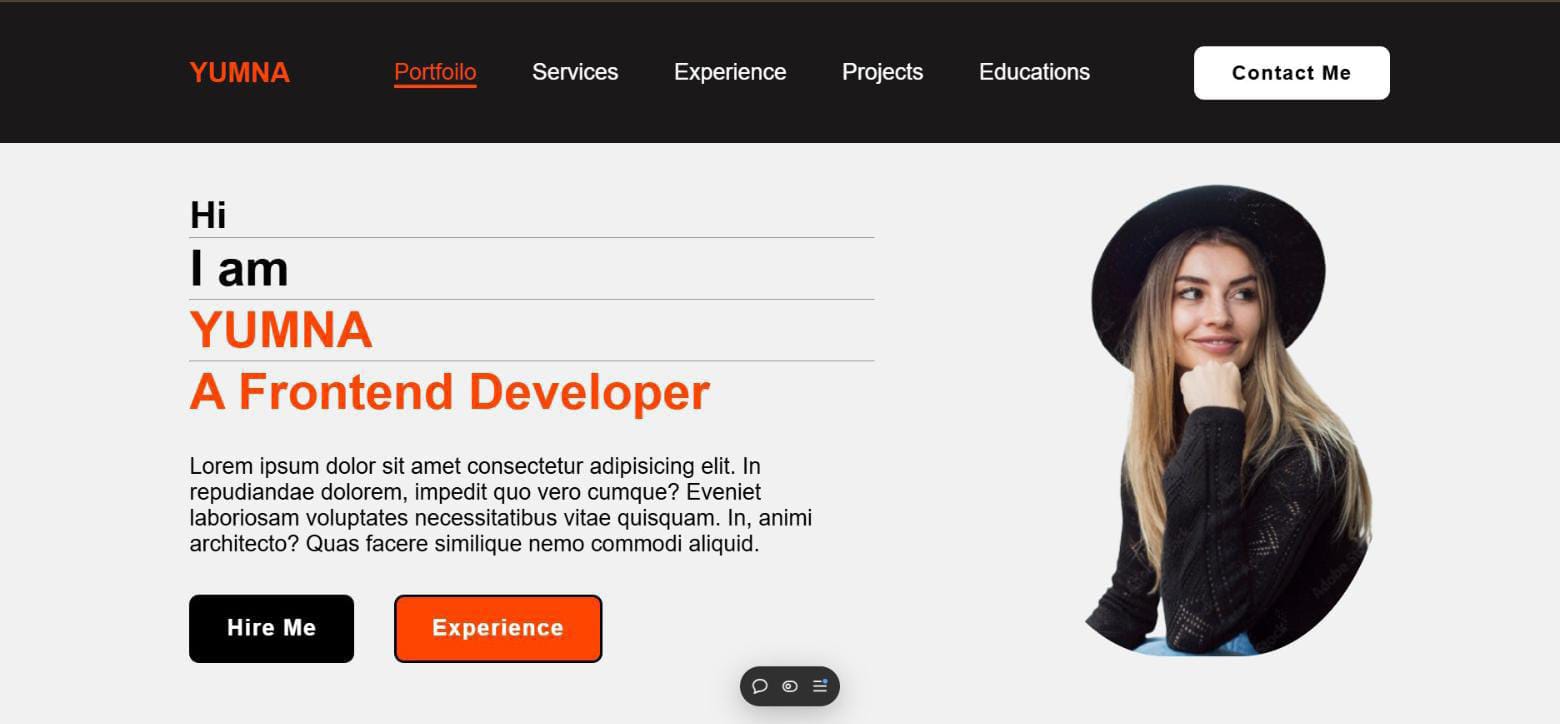 YUMNA
Portfoilo
Services
Experience
Projects
Educations
Contact Me
Hi
I am
YUMNA
A Frontend Developer
Lorem ipsum dolor sit amet consectetur adipisicing elit. In
repudiandae dolorem, impedit quo vero cumque? Eveniet
laboriosam voluptates necessitatibus vitae quisquam. In, animi
architecto? Quas facere similique nemo commodi aliquid.
Hire Me
Experience